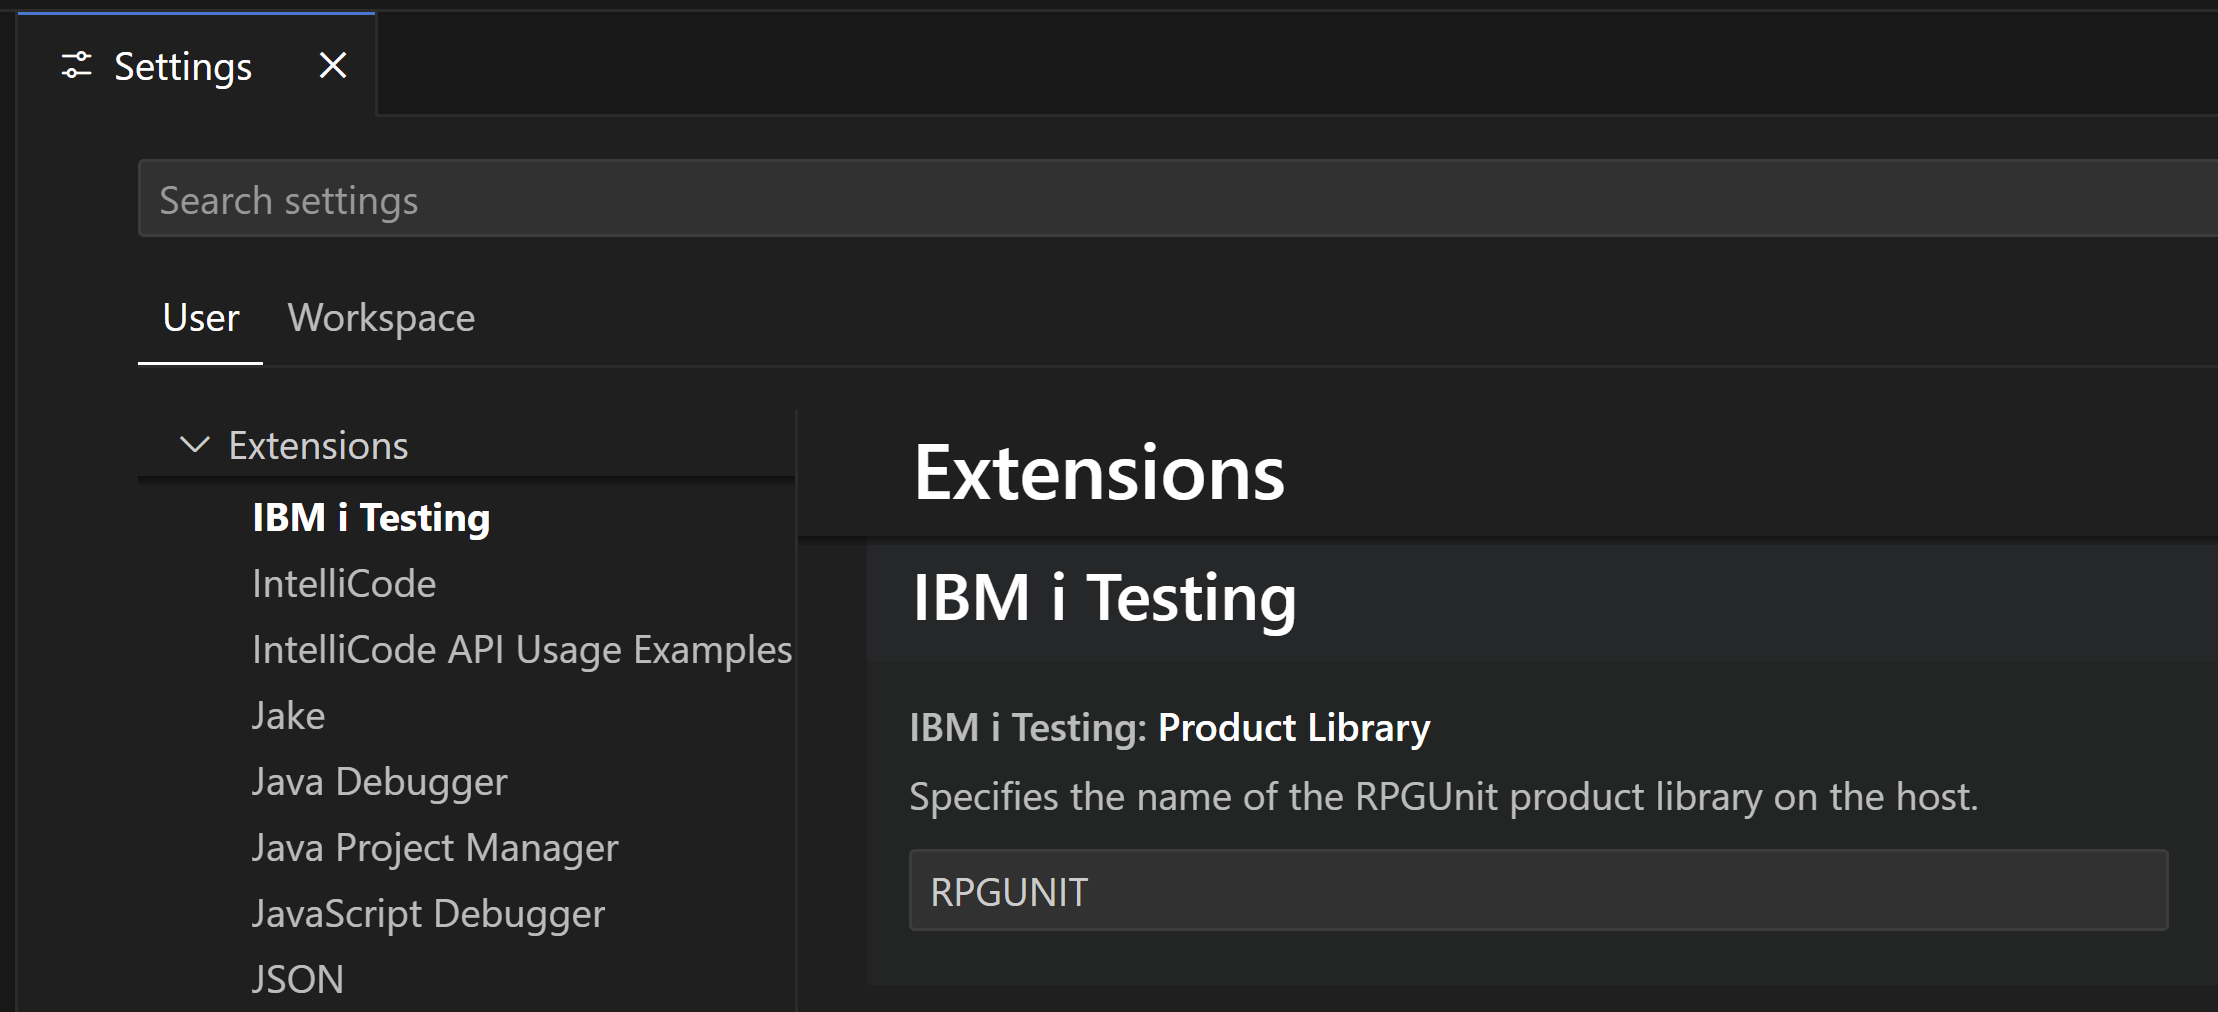 Settings
Search settings
User Workspace
Extensions
IBM i Testing
IntelliCode
IntelliCode API Usage Examples
Jake
Java Debugger
Java Project Manager
JavaScript Debugger
JSON
Extensions
IBM i Testing
IBM i Testing: Product Library
Specifies the name of the RPGUnit product library on the host.
RPGUNIT